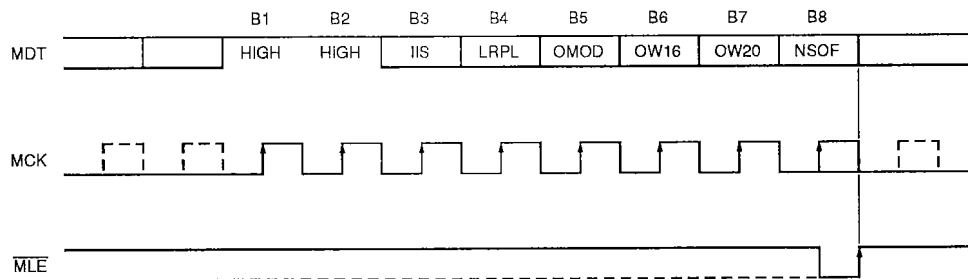 B1 B2 B3 B4 B5 B6 B7 B8
MDT HIGH HIGH IIS LRPL OMOD OW16 OW20 NSOF
MCK
MLE